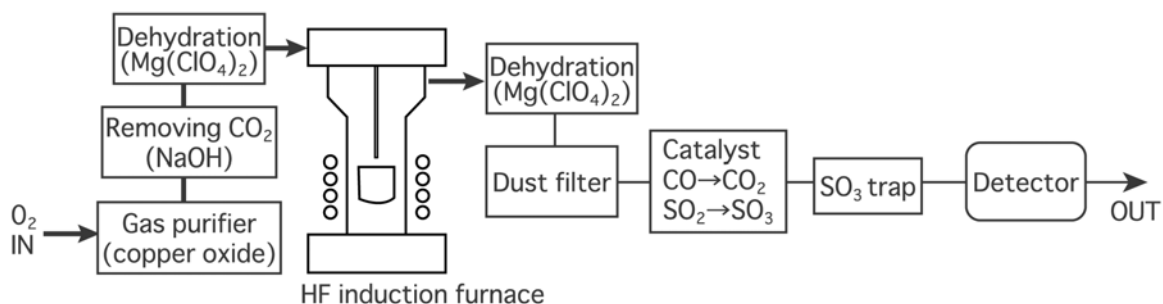 Dehydration
(Mg(ClO₄)₂)
Removing CO₂
(NaOH)
O₂
IN
Gas purifier
(copper oxide)
HF induction furnace
Dehydration
(Mg(ClO₄)₂)
Dust filter
Catalyst
CO→CO₂
SO₂→SO₃
SO₃ trap
Detector
OUT